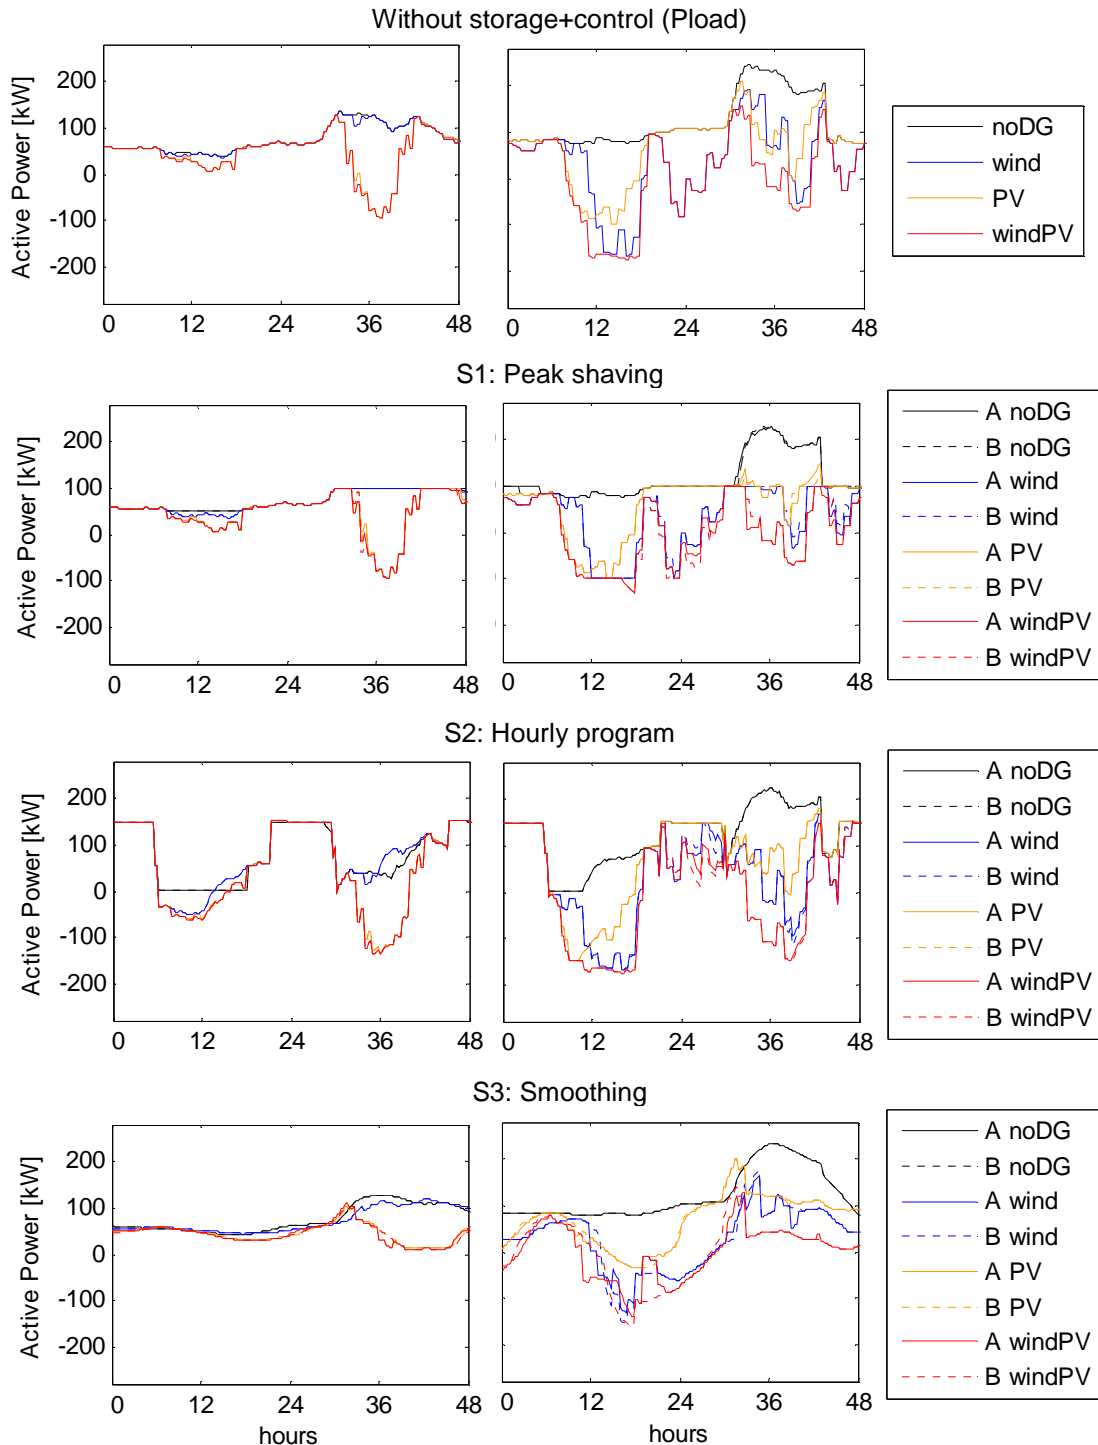 Without storage+control (Pload)
Active Power [kW]
200
100
0
-100
-200
0 12 24 36 48
0 12 24 36 48
noDG
wind
PV
windPV
S1: Peak shaving
Active Power [kW]
200
100
0
-100
-200
0 12 24 36 48
0 12 24 36 48
A noDG
B noDG
A wind
B wind
A PV
B PV
A windPV
B windPV
S2: Hourly program
Active Power [kW]
200
100
0
-100
-200
0 12 24 36 48
0 12 24 36 48
A noDG
B noDG
A wind
B wind
A PV
B PV
A windPV
B windPV
S3: Smoothing
Active Power [kW]
200
100
0
-100
-200
0 12 24 36 48
0 12 24 36 48
hours
hours
A noDG
B noDG
A wind
B wind
A PV
B PV
A windPV
B windPV